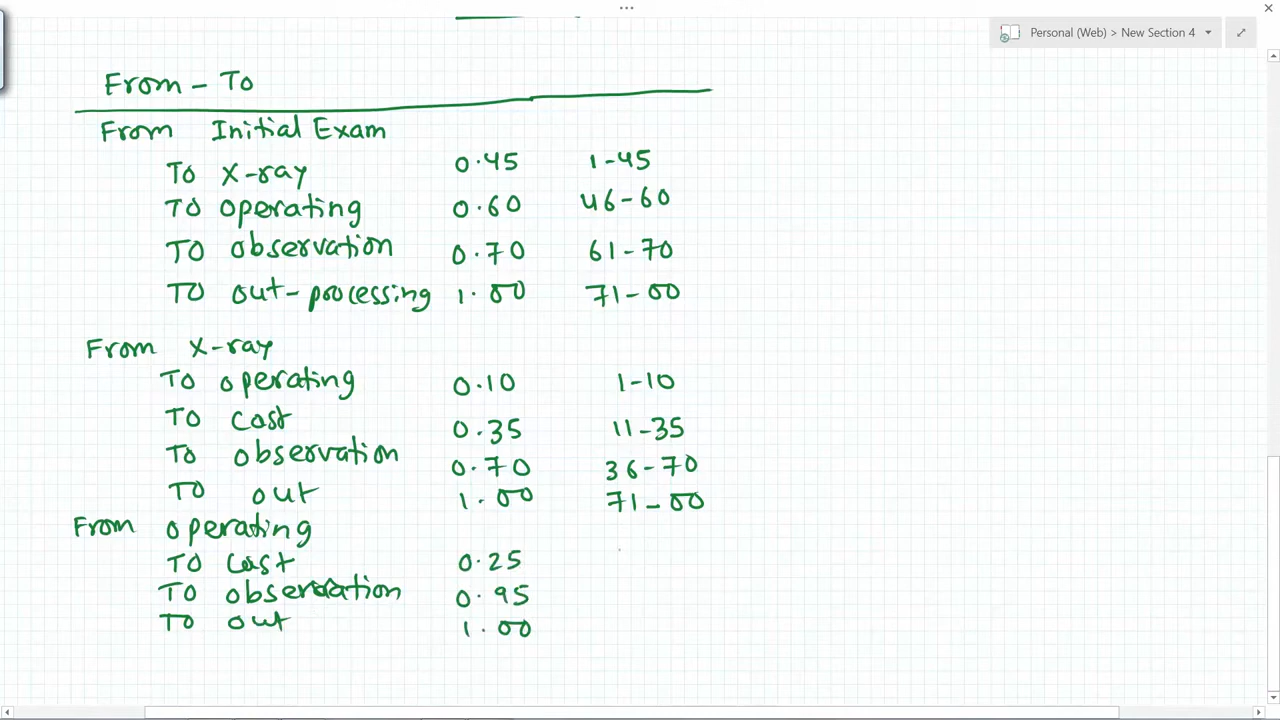 Personal (Web) > New Section 4
From - To
From Initial Exam
To X-ray 0.45 1-45
To operating 0.60 46-60
To observation 0.70 61-70
To out-processing 1.00 71-00
From X-ray
To operating 0.10 1-10
To Cast 0.35 11-35
To observation 0.70 36-70
To out 1.00 71-00
From operating
To Cast 0.25
To observation 0.95
To out 1.00